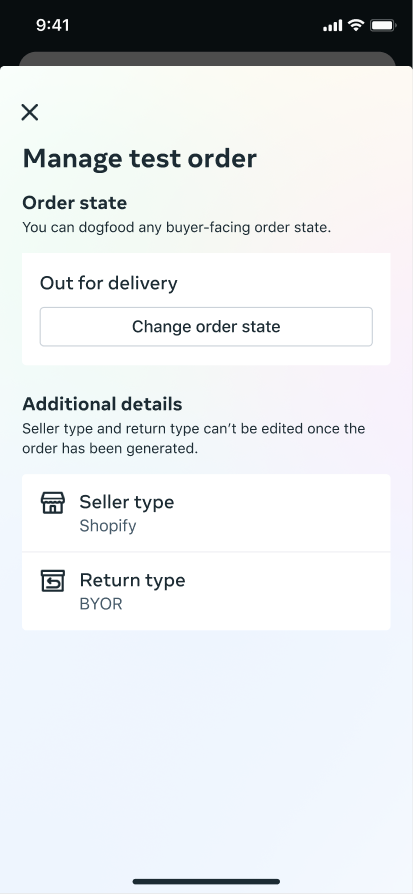 9:41
Manage test order
Order state
You can dogfood any buyer-facing order state.
Out for delivery
Change order state
Additional details
Seller type and return type can’t be edited once the
order has been generated.
Seller type
Shopify
Return type
BYOR